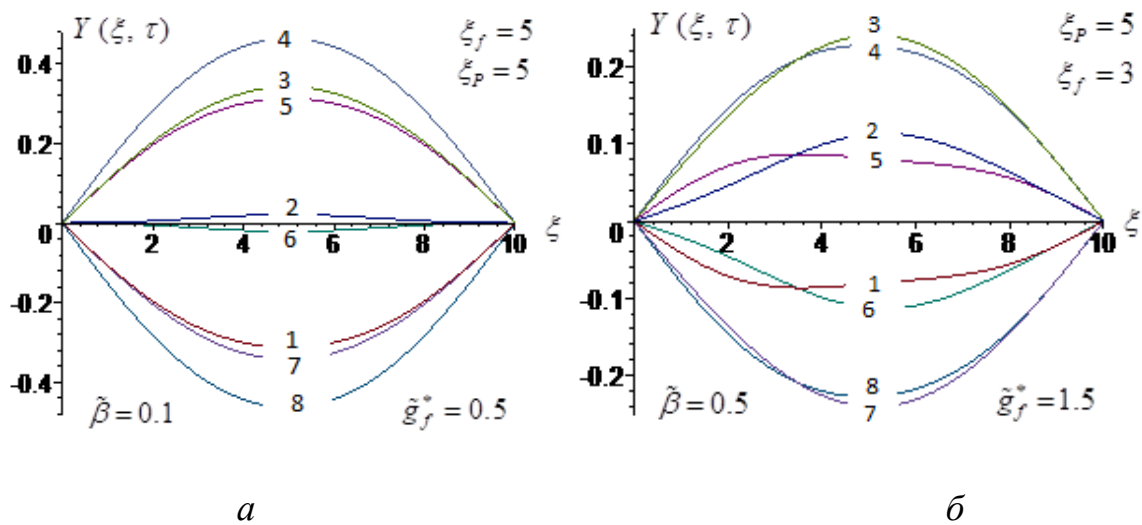 Y (ξ, τ)
ξ_f = 5
ξ_P = 5
0.4
0.2
0
-0.2
-0.4
2 4 6 8 10 ξ
4
3
5
2
6
1
7
8
β̃ = 0.1
g̃*_f = 0.5
а
Y (ξ, τ)
ξ_P = 5
ξ_f = 3
0.2
0.1
0
-0.1
-0.2
2 4 6 8 10 ξ
3
4
2
5
1
6
8
7
β̃ = 0.5
g̃*_f = 1.5
б